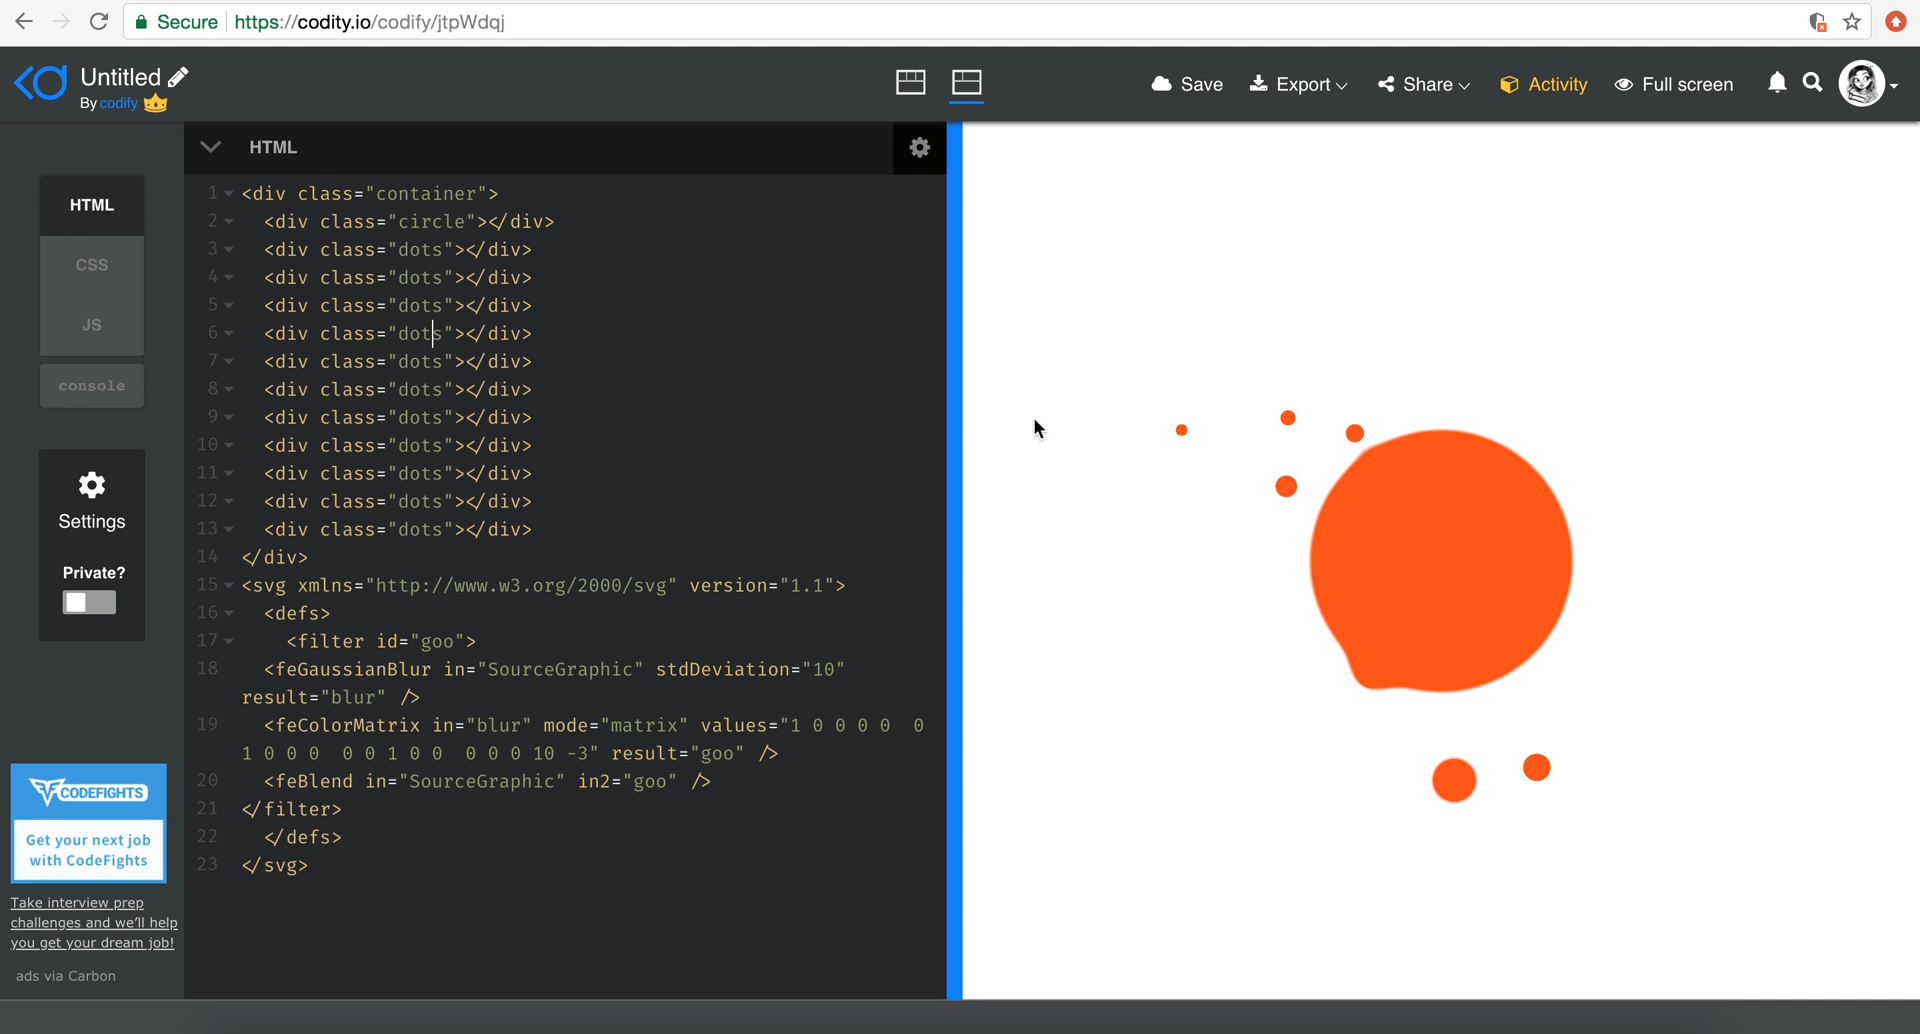 Secure https://codity.io/codify/jtpWdqj
Untitled
By codify
Save
Export
Share
Activity
Full screen
HTML
CSS
JS
console
Settings
Private?
CODEFIGHTS
Get your next job
with CodeFights
Take interview prep
challenges and we'll help
you get your dream job!
ads via Carbon
HTML
1 <div class="container">
2 <div class="circle"></div>
3 <div class="dots"></div>
4 <div class="dots"></div>
5 <div class="dots"></div>
6 <div class="dots"></div>
7 <div class="dots"></div>
8 <div class="dots"></div>
9 <div class="dots"></div>
10 <div class="dots"></div>
11 <div class="dots"></div>
12 <div class="dots"></div>
13 <div class="dots"></div>
14 </div>
15 <svg xmlns="http://www.w3.org/2000/svg" version="1.1">
16 <defs>
17 <filter id="goo">
18 <feGaussianBlur in="SourceGraphic" stdDeviation="10"
result="blur" />
19 <feColorMatrix in="blur" mode="matrix" values="1 0 0 0 0 0
1 0 0 0 0 0 1 0 0 0 0 0 10 -3" result="goo" />
20 <feBlend in="SourceGraphic" in2="goo" />
21 </filter>
22 </defs>
23 </svg>